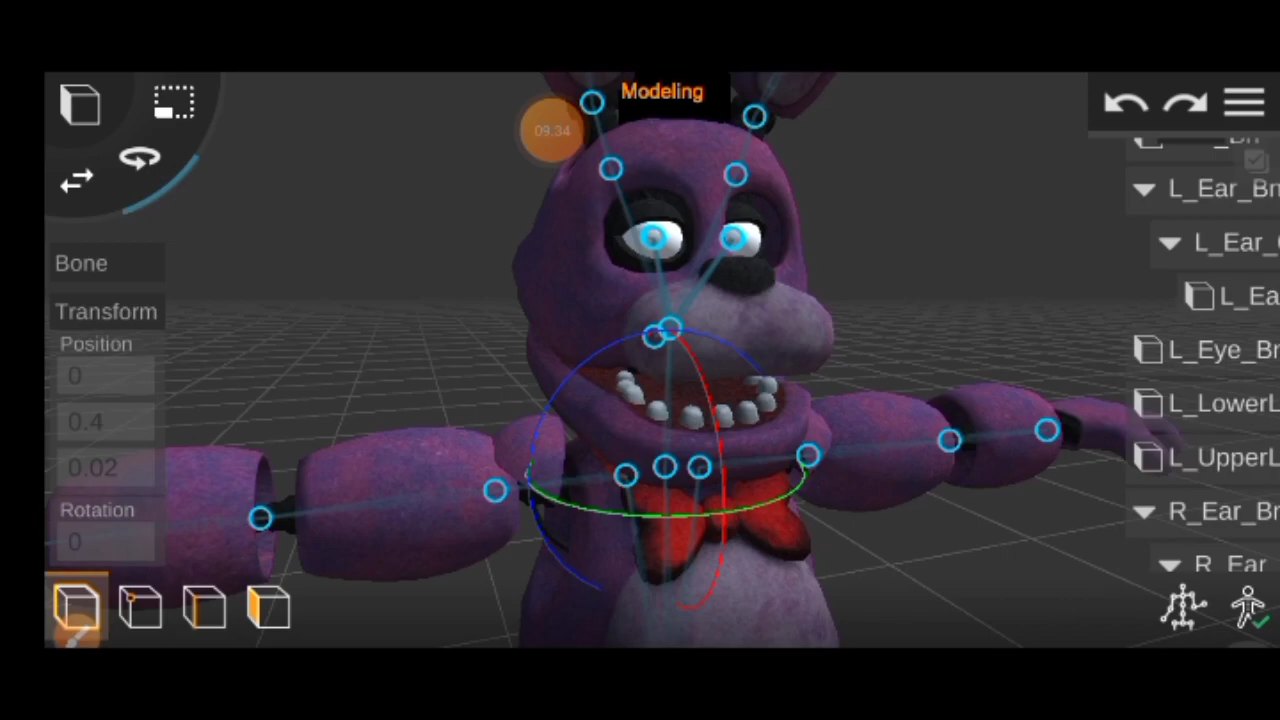 Modeling
09.34
Bone
Transform
Position
0
0.4
0.02
Rotation
0
L_Ear_Bn
L_Ear_
L_Ea
L_Eye_Br
L_LowerL
L_UpperL
R_Ear_Br
R_Ear